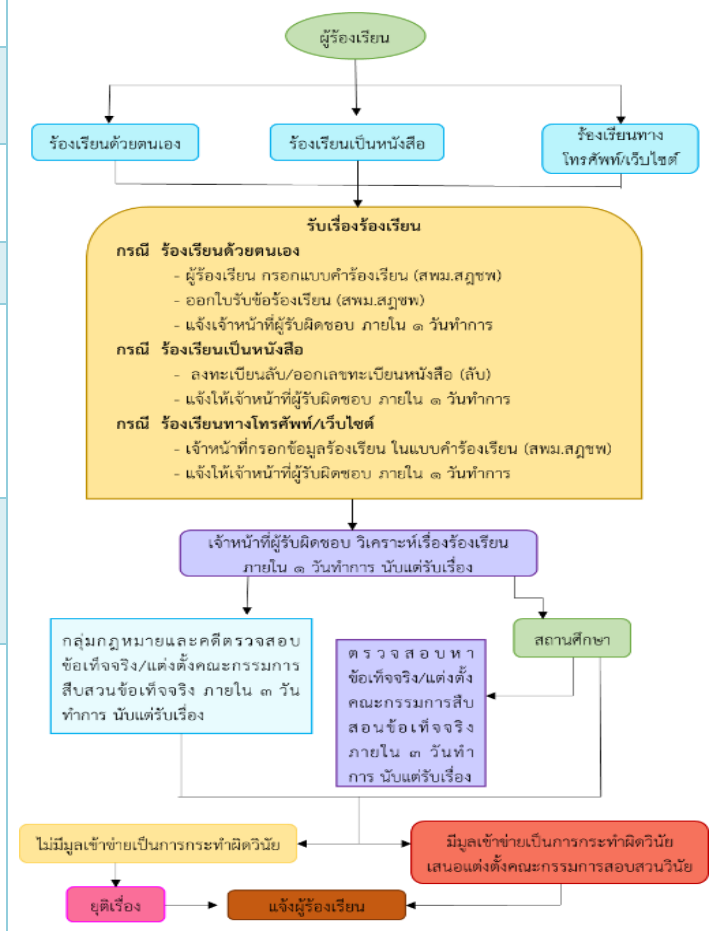 ผู้ร้องเรียน
ร้องเรียนด้วยตนเอง
ร้องเรียนเป็นหนังสือ
ร้องเรียนทาง
โทรศัพท์/เว็บไซต์
รับเรื่องร้องเรียน
กรณี ร้องเรียนด้วยตนเอง
- ผู้ร้องเรียน กรอกแบบคำร้องเรียน (สพม.สฎชพ)
- ออกใบรับข้อร้องเรียน (สพม.สฎชพ)
- แจ้งเจ้าหน้าที่ผู้รับผิดชอบ ภายใน ๑ วันทำการ
กรณี ร้องเรียนเป็นหนังสือ
- ลงทะเบียนลับ/ออกเลขทะเบียนหนังสือ (ลับ)
- แจ้งให้เจ้าหน้าที่ผู้รับผิดชอบ ภายใน ๑ วันทำการ
กรณี ร้องเรียนทางโทรศัพท์/เว็บไซต์
- เจ้าหน้าที่กรอกข้อมูลร้องเรียน ในแบบคำร้องเรียน (สพม.สฎชพ)
- แจ้งให้เจ้าหน้าที่ผู้รับผิดชอบ ภายใน ๑ วันทำการ
เจ้าหน้าที่ผู้รับผิดชอบ วิเคราะห์เรื่องร้องเรียน
ภายใน ๑ วันทำการ นับแต่รับเรื่อง
กลุ่มกฎหมายและคดีตรวจสอบ
ข้อเท็จจริง/แต่งตั้งคณะกรรมการ
สืบสวนข้อเท็จจริง ภายใน ๓ วัน
ทำการ นับแต่รับเรื่อง
สถานศึกษา
ตรวจสอบหา
ข้อเท็จจริง/แต่งตั้ง
คณะกรรมการสืบ
สอนข้อเท็จจริง
ภายใน ๓ วันทำ
การ นับแต่รับเรื่อง
ไม่มีมูลเข้าข่ายเป็นการกระทำผิดวินัย
มีมูลเข้าข่ายเป็นการกระทำผิดวินัย
เสนอแต่งตั้งคณะกรรมการสอบสวนวินัย
ยุติเรื่อง
แจ้งผู้ร้องเรียน